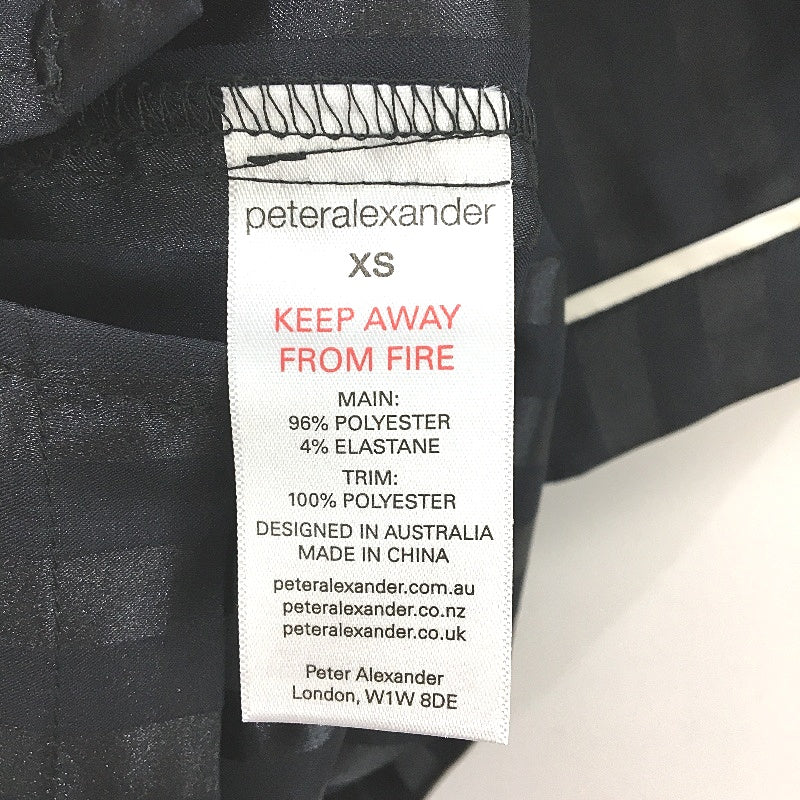 peteralexander
XS
KEEP AWAY
FROM FIRE
MAIN:
96% POLYESTER
4% ELASTANE
TRIM:
100% POLYESTER
DESIGNED IN AUSTRALIA
MADE IN CHINA
peteralexander.com.au
peteralexander.co.nz
peteralexander.co.uk
Peter Alexander
London, W1W 8DE